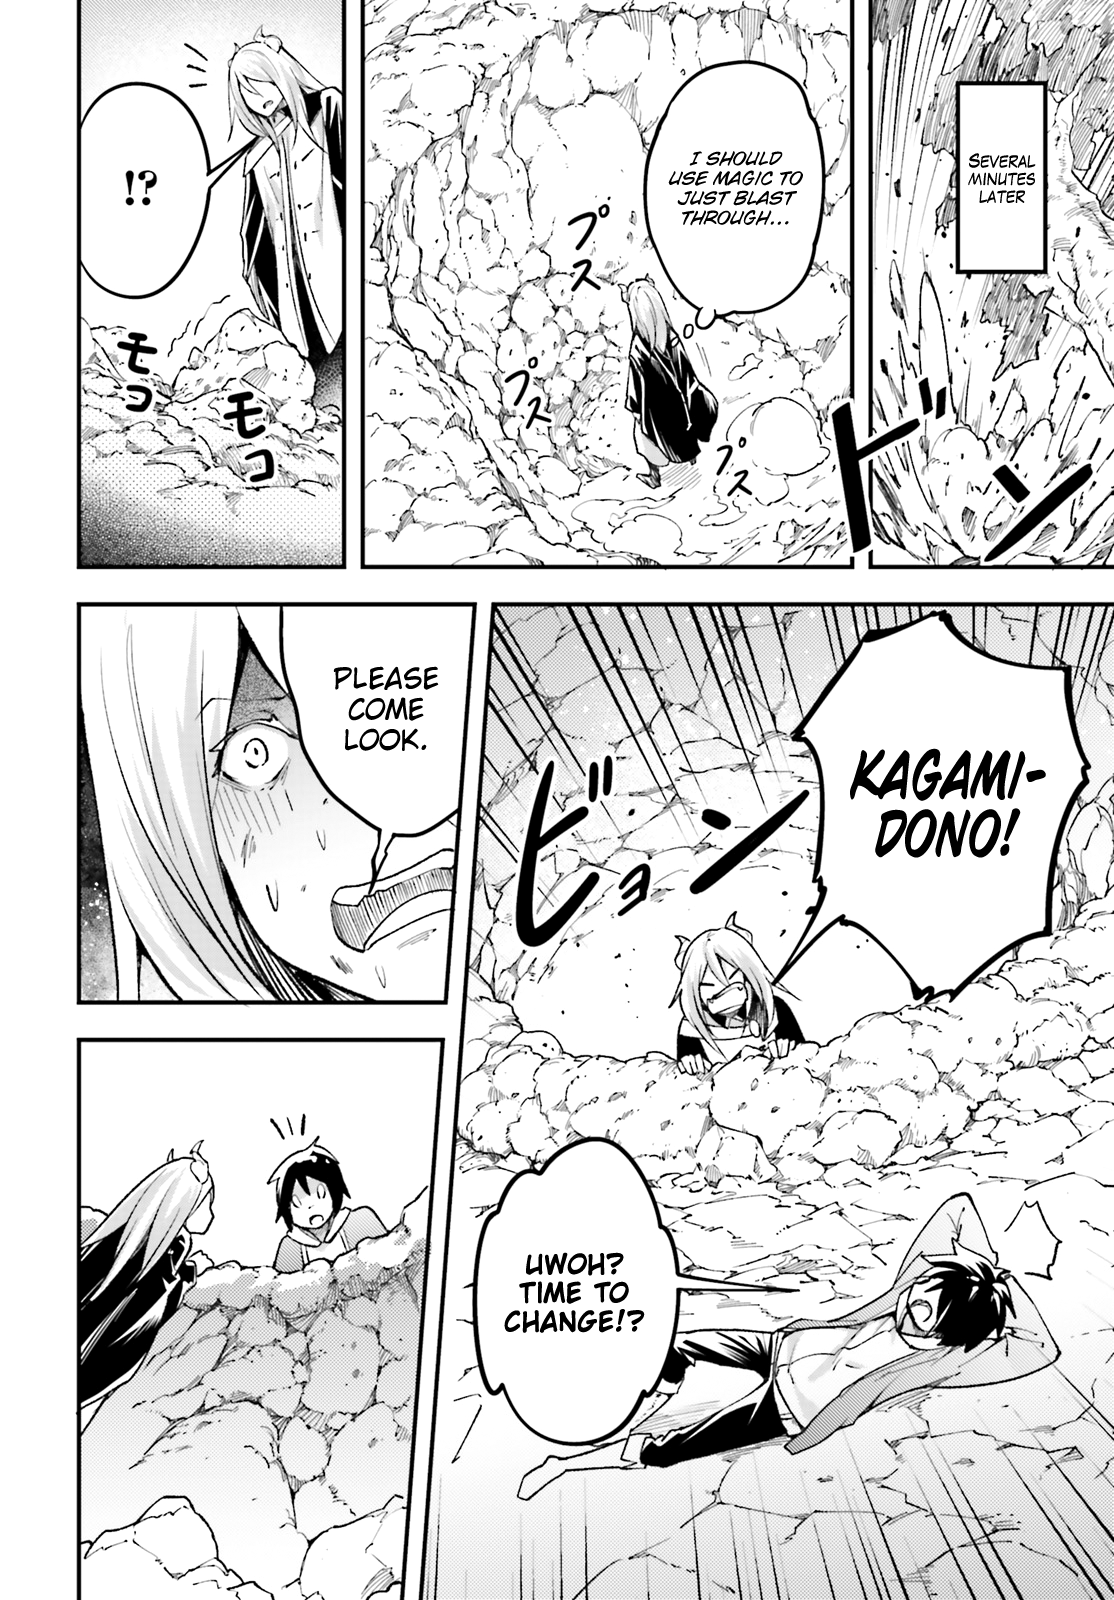 SEVERAL
MINUTES
LATER
ドン
I SHOULD
USE MAGIC TO
JUST BLAST
THROUGH...
プス
プス
プス
!?
モコ
モコ
KAGAMI-
DONO!
ビョン
UWOH?
TIME TO
CHANGE!?
PLEASE
COME
LOOK.